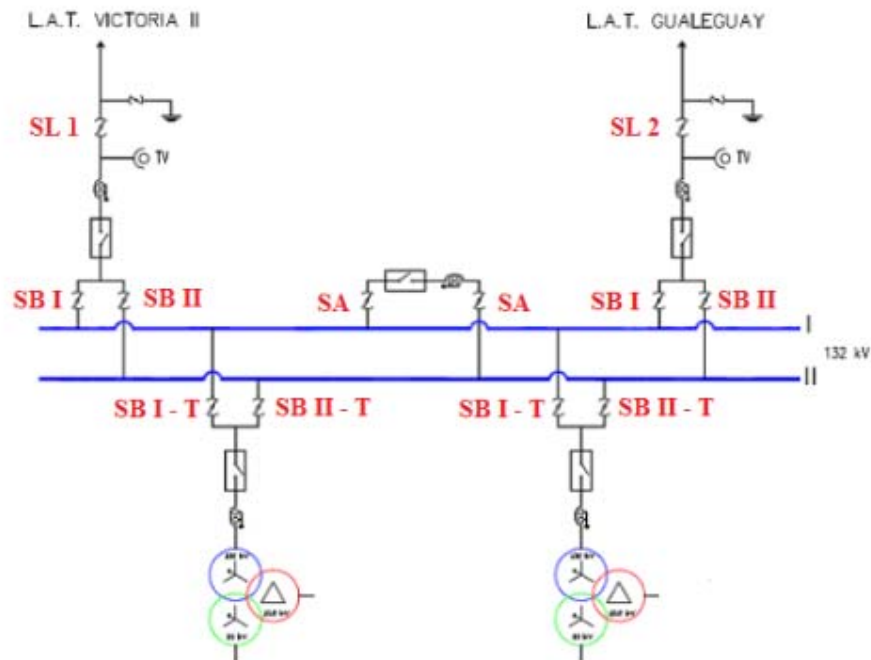 L.A.T. VICTORIA II
L.A.T. GUALEGUAY
SL 1
SL 2
TV
TV
SB I
SB II
SA
SA
SB I
SB II
I
132 kV
II
SB I - T
SB II - T
SB I - T
SB II - T